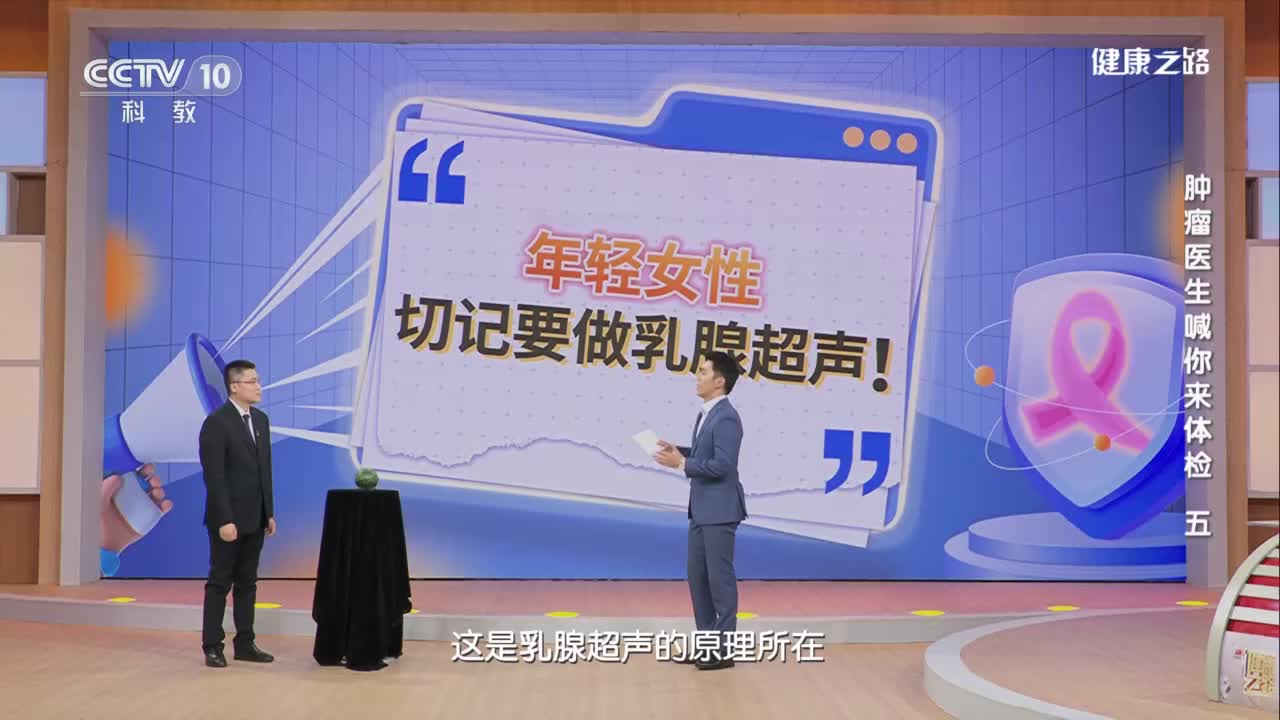 CCTV 10
科教
健康之路
“
年轻女性
切记要做乳腺超声！
”
肿瘤医生喊你来体检 五
这是乳腺超声的原理所在